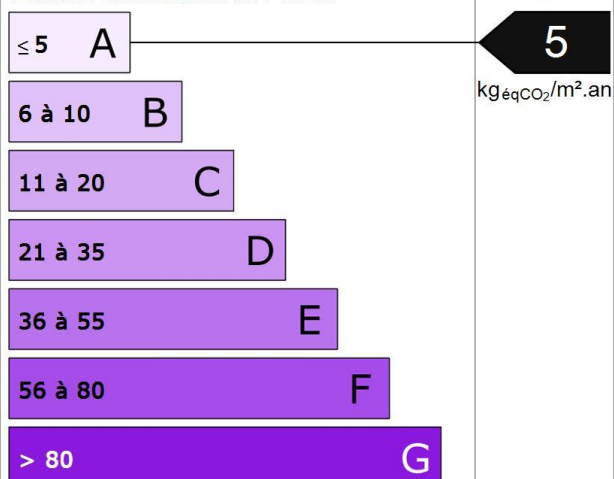 ≤ 5 A
5
kgéqCO₂/m².an
6 à 10 B
11 à 20 C
21 à 35 D
36 à 55 E
56 à 80 F
> 80 G